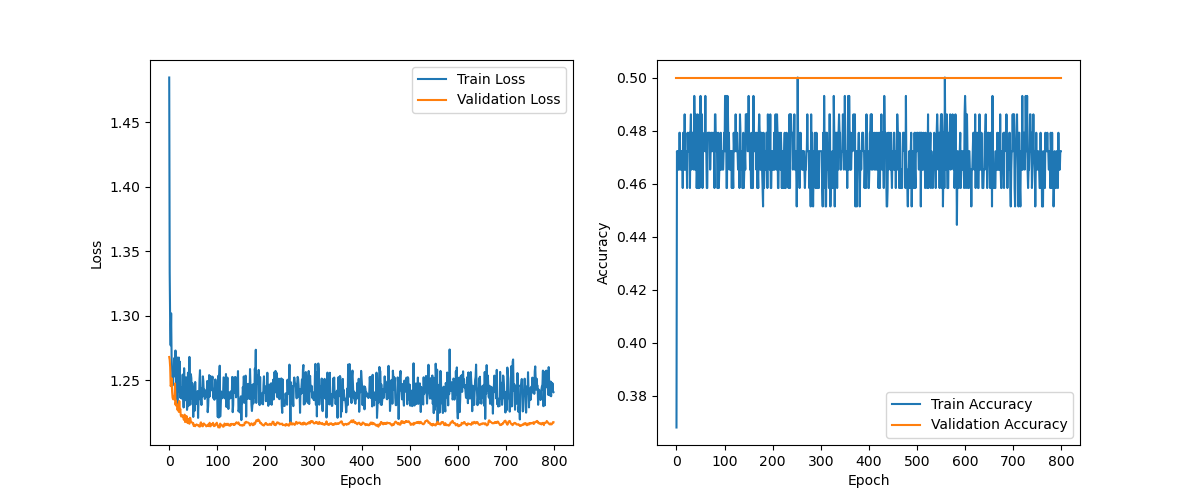 Train Loss
Validation Loss
1.45
1.40
1.35
1.30
1.25
Loss
0 100 200 300 400 500 600 700 800
Epoch
0.50
0.48
0.46
0.44
0.42
0.40
0.38
Accuracy
Train Accuracy
Validation Accuracy
0 100 200 300 400 500 600 700 800
Epoch